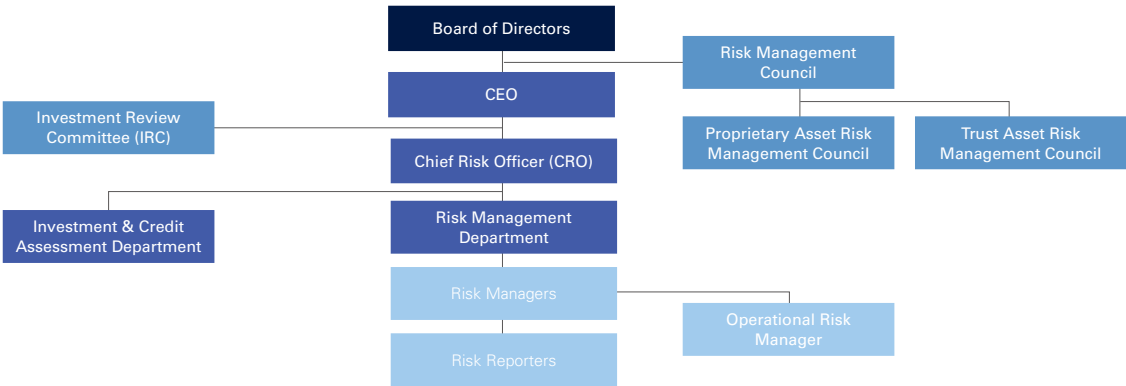 Board of Directors
Risk Management
Council
CEO
Investment Review
Committee (IRC)
Proprietary Asset Risk
Management Council
Trust Asset Risk
Management Council
Chief Risk Officer (CRO)
Investment & Credit
Assessment Department
Risk Management
Department
Risk Managers
Operational Risk
Manager
Risk Reporters